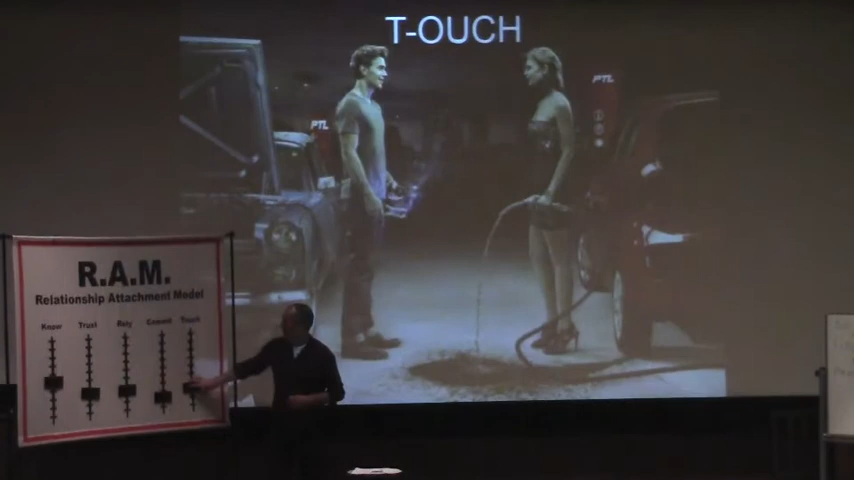 T-OUCH
PTL
PTL
R.A.M.
Relationship Attachment Model
Know Trust Rely Commit Touch